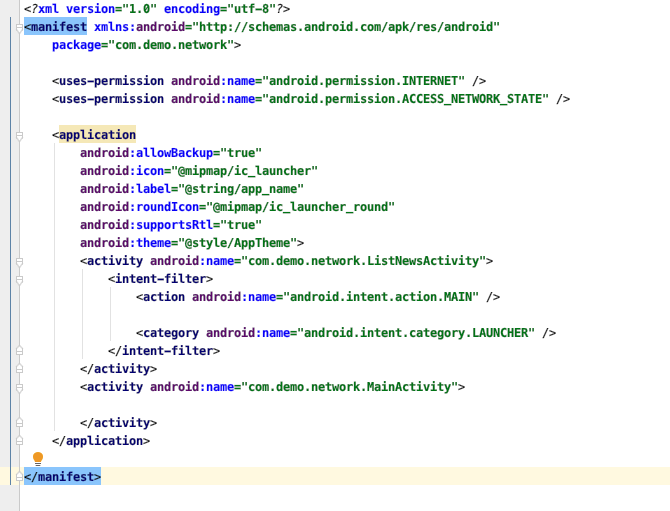 <?xml version="1.0" encoding="utf-8"?>
<manifest xmlns:android="http://schemas.android.com/apk/res/android"
    package="com.demo.network">

    <uses-permission android:name="android.permission.INTERNET" />
    <uses-permission android:name="android.permission.ACCESS_NETWORK_STATE" />

    <application
        android:allowBackup="true"
        android:icon="@mipmap/ic_launcher"
        android:label="@string/app_name"
        android:roundIcon="@mipmap/ic_launcher_round"
        android:supportsRtl="true"
        android:theme="@style/AppTheme">
        <activity android:name="com.demo.network.ListNewsActivity">
            <intent-filter>
                <action android:name="android.intent.action.MAIN" />

                <category android:name="android.intent.category.LAUNCHER" />
            </intent-filter>
        </activity>
        <activity android:name="com.demo.network.MainActivity">

        </activity>
    </application>

</manifest>